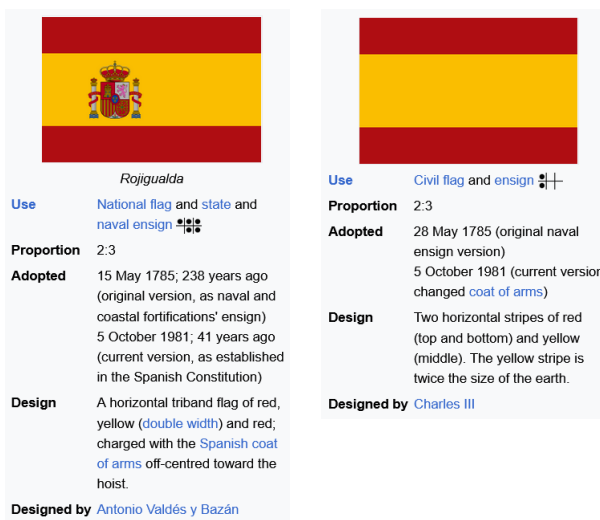 Rojigualda
Use National flag and state and
naval ensign
Proportion 2:3
Adopted 15 May 1785; 238 years ago
(original version, as naval and
coastal fortifications' ensign)
5 October 1981; 41 years ago
(current version, as established
in the Spanish Constitution)
Design A horizontal triband flag of red,
yellow (double width) and red;
charged with the Spanish coat
of arms off-centred toward the
hoist.
Designed by Antonio Valdés y Bazán
Use Civil flag and ensign
Proportion 2:3
Adopted 28 May 1785 (original naval
ensign version)
5 October 1981 (current version
changed coat of arms)
Design Two horizontal stripes of red
(top and bottom) and yellow
(middle). The yellow stripe is
twice the size of the earth.
Designed by Charles III